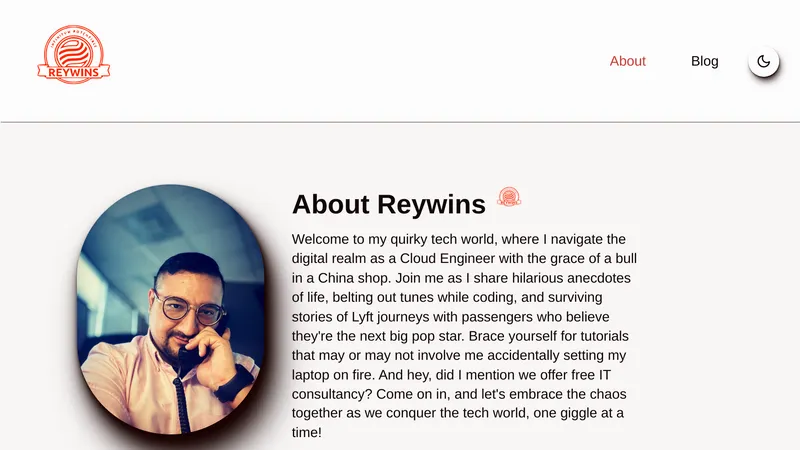 INFINITUM POTENTIALE
REYWINS
About
Blog
About Reywins
REYWINS
Welcome to my quirky tech world, where I navigate the
digital realm as a Cloud Engineer with the grace of a bull
in a China shop. Join me as I share hilarious anecdotes
of life, belting out tunes while coding, and surviving
stories of Lyft journeys with passengers who believe
they're the next big pop star. Brace yourself for tutorials
that may or may not involve me accidentally setting my
laptop on fire. And hey, did I mention we offer free IT
consultancy? Come on in, and let's embrace the chaos
together as we conquer the tech world, one giggle at a
time!